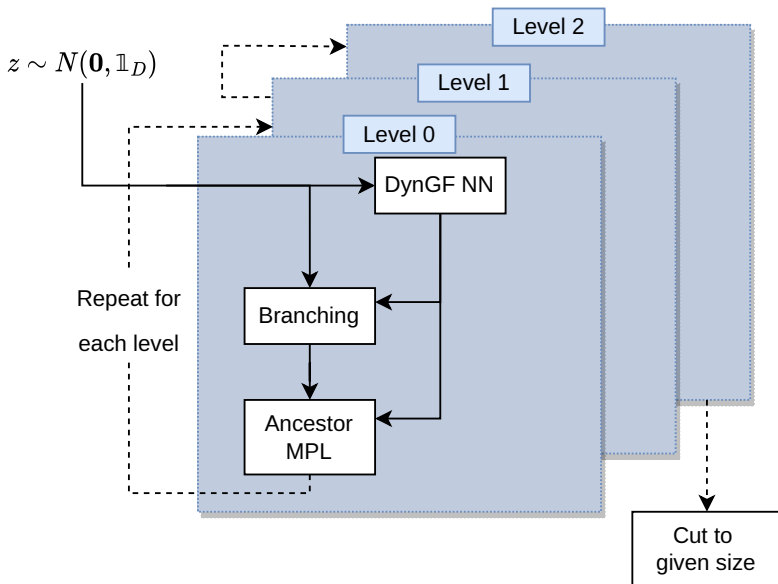 Level 2
z ∼ N(𝟎, 𝟙_D)
Level 1
Level 0
DynGF NN
Repeat for
each level
Branching
Ancestor
MPL
Cut to
given size